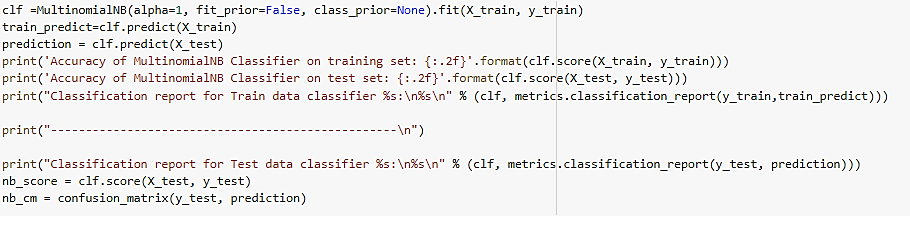 clf =MultinomialNB(alpha=1, fit_prior=False, class_prior=None).fit(X_train, y_train)
train_predict=clf.predict(X_train)
prediction = clf.predict(X_test)
print('Accuracy of MultinomialNB Classifier on training set: {:.2f}'.format(clf.score(X_train, y_train)))
print('Accuracy of MultinomialNB Classifier on test set: {:.2f}'.format(clf.score(X_test, y_test)))
print("Classification report for Train data classifier %s:\n%s\n" % (clf, metrics.classification_report(y_train,train_predict)))
print("-------------------------------------------------\n")
print("Classification report for Test data classifier %s:\n%s\n" % (clf, metrics.classification_report(y_test, prediction)))
nb_score = clf.score(X_test, y_test)
nb_cm = confusion_matrix(y_test, prediction)